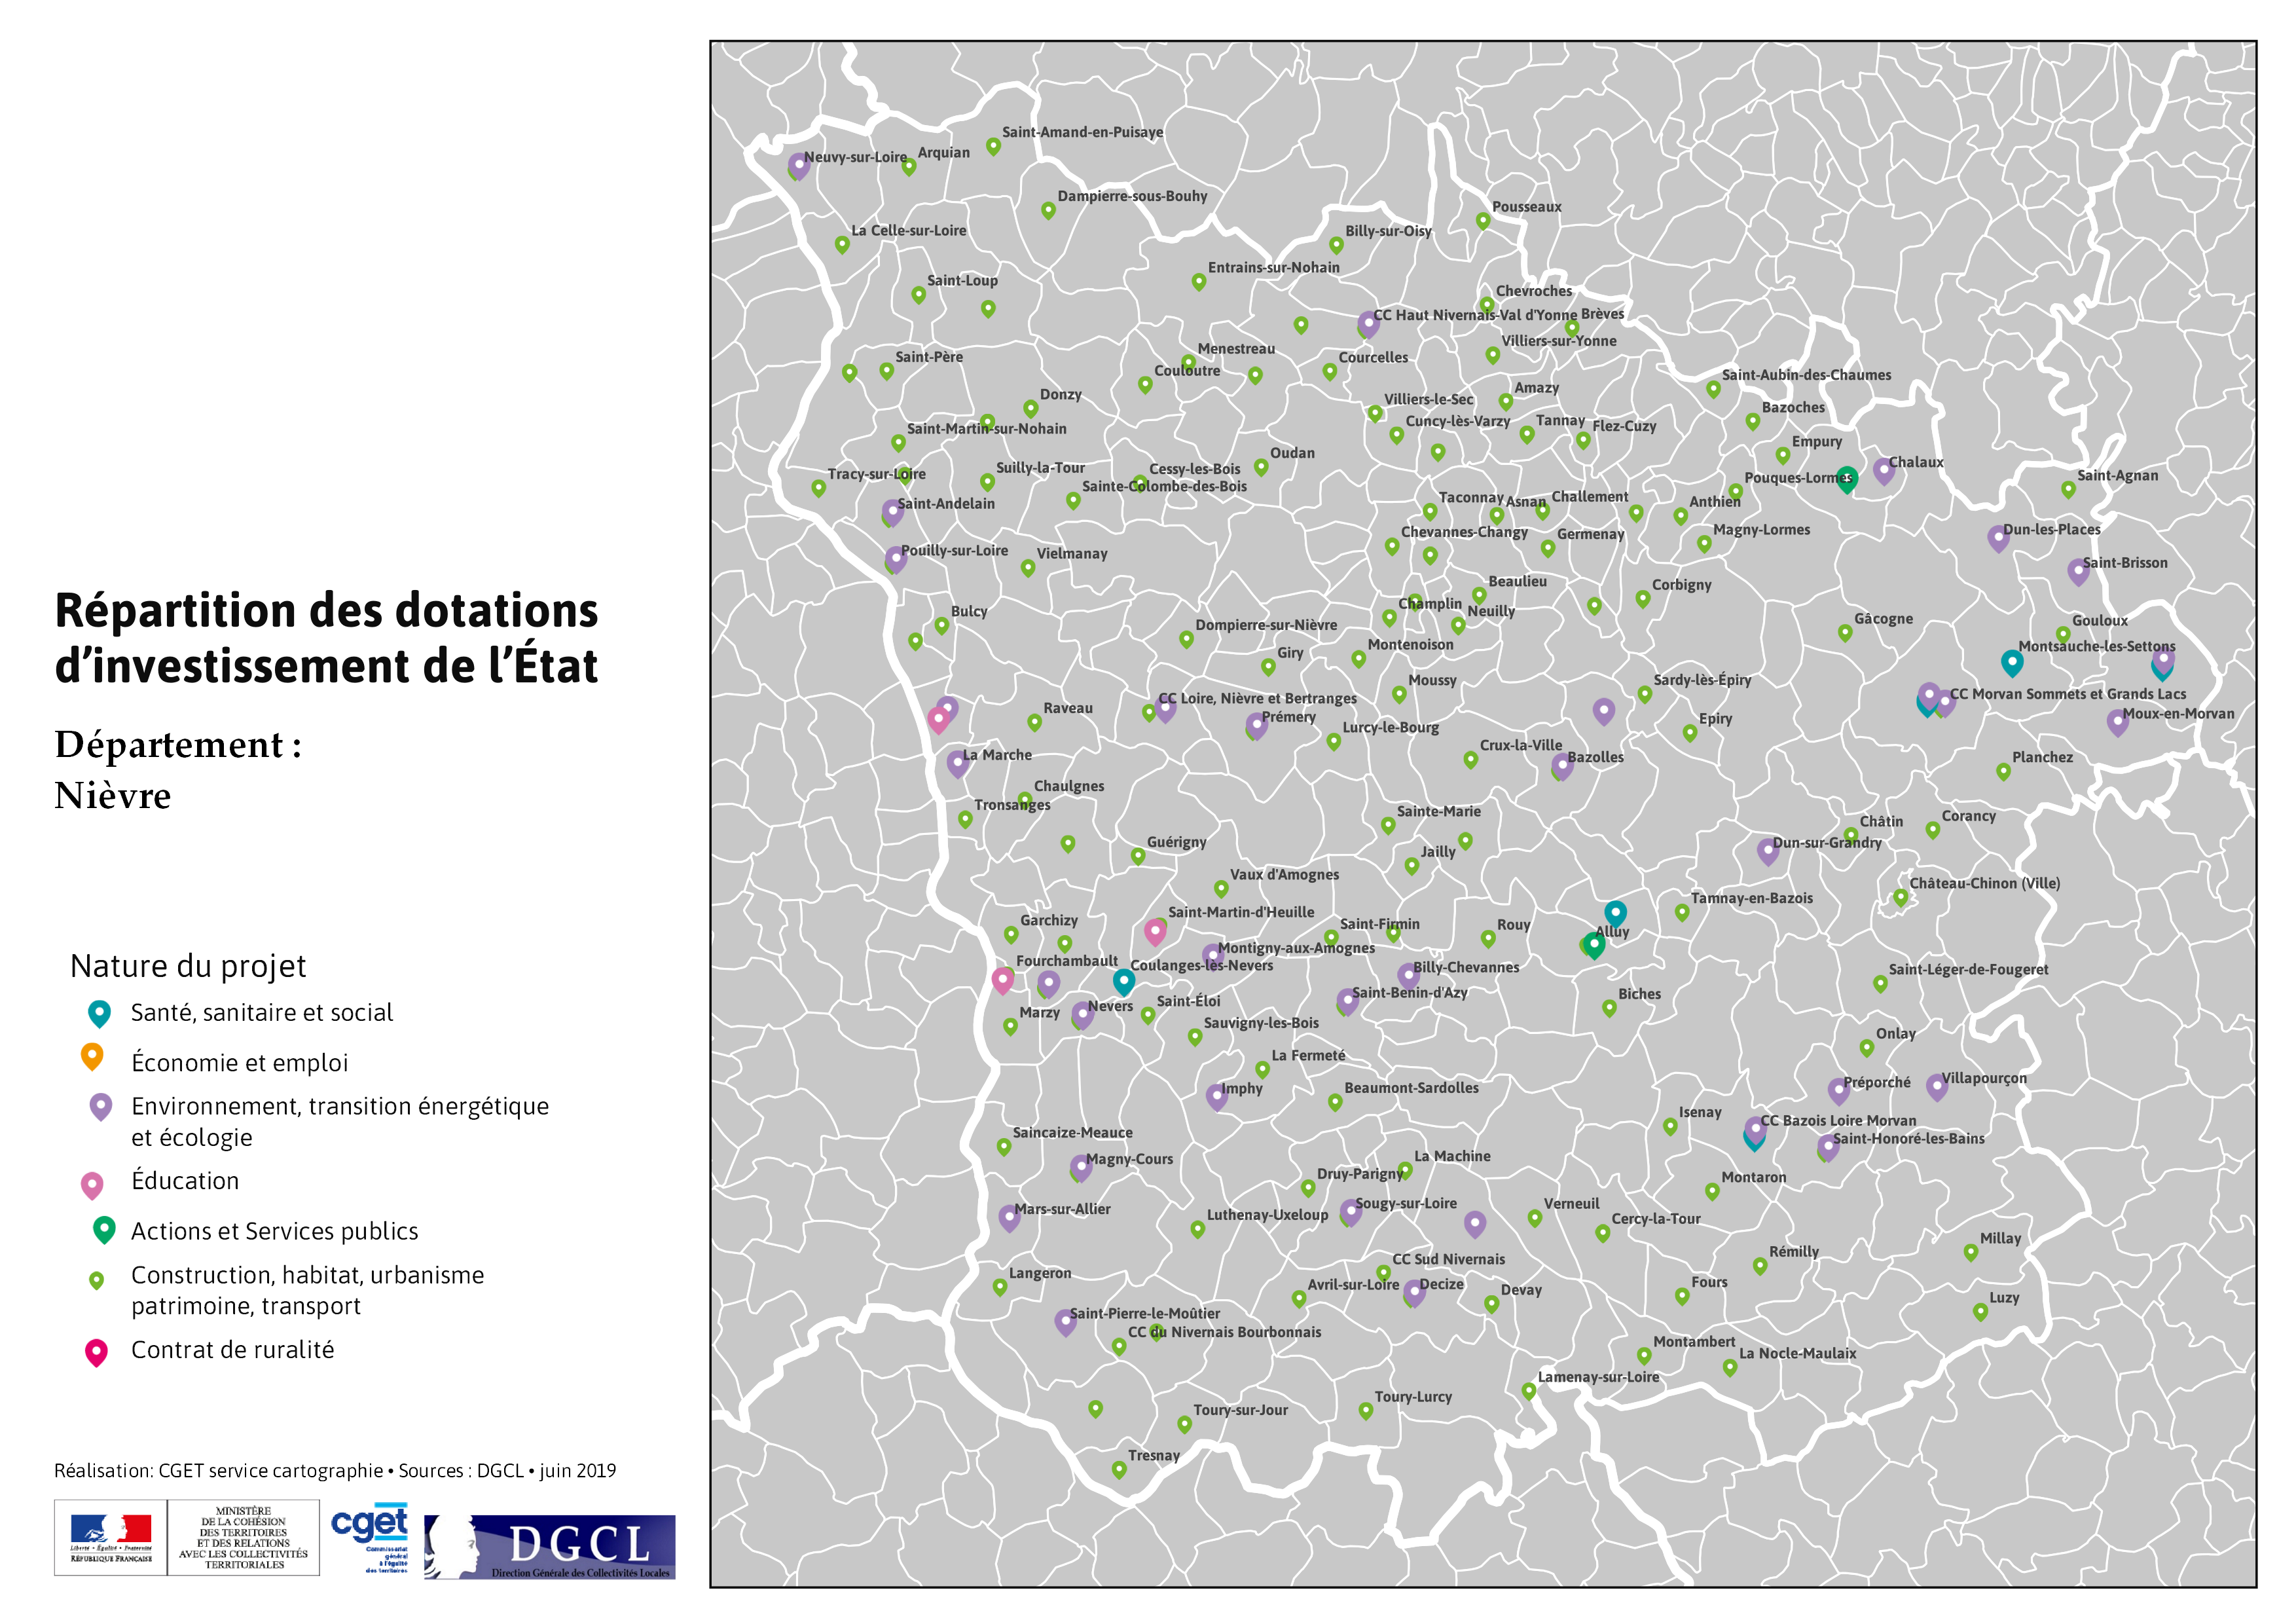 Répartition des dotations
d'investissement de l'État
Département :
Nièvre
Nature du projet
Santé, sanitaire et social
Économie et emploi
Environnement, transition énergétique
et écologie
Éducation
Actions et Services publics
Construction, habitat, urbanisme
patrimoine, transport
Contrat de ruralité
Réalisation: CGET service cartographie • Sources : DGCL • juin 2019
Liberté • Égalité • Fraternité
RÉPUBLIQUE FRANÇAISE
MINISTÈRE
DE LA COHÉSION
DES TERRITOIRES
ET DES RELATIONS
AVEC LES COLLECTIVITÉS
TERRITORIALES
cget
Commissariat
général
à l'égalité
des territoires
DGCL
Direction Générale des Collectivités Locales
Saint-Amand-en-Puisaye
Neuvy-sur-Loire
Arquian
Dampierre-sous-Bouhy
Pousseaux
La Celle-sur-Loire
Billy-sur-Oisy
Entrains-sur-Nohain
Saint-Loup
Chevroches
CC Haut Nivernais-Val d'Yonne
Brèves
Villiers-sur-Yonne
Menestreau
Saint-Père
Courcelles
Couloutre
Saint-Aubin-des-Chaumes
Amazy
Donzy
Villiers-le-Sec
Bazoches
Cuncy-lès-Varzy
Tannay
Flez-Cuzy
Saint-Martin-sur-Nohain
Empury
Oudan
Chalaux
Suilly-la-Tour
Cessy-les-Bois
Tracy-sur-Loire
Pouques-Lormes
Saint-Agnan
Sainte-Colombe-des-Bois
Taconnay
Asnan
Challement
Saint-Andelain
Anthien
Chevannes-Changy
Germenay
Magny-Lormes
Dun-les-Places
Pouilly-sur-Loire
Vielmanay
Saint-Brisson
Beaulieu
Corbigny
Champlin
Neuilly
Bulcy
Gâcogne
Gouloux
Dompierre-sur-Nièvre
Montenoison
Montsauche-les-Settons
Giry
Moussy
Sardy-lès-Épiry
CC Loire, Nièvre et Bertranges
CC Morvan Sommets et Grands Lacs
Raveau
Prémery
Epiry
Moux-en-Morvan
Lurcy-le-Bourg
Crux-la-Ville
La Marche
Bazolles
Planchez
Chaulgnes
Tronsanges
Sainte-Marie
Châtin
Corancy
Guérigny
Jailly
Dun-sur-Grandry
Vaux d'Amognes
Château-Chinon (Ville)
Tamnay-en-Bazois
Garchizy
Saint-Martin-d'Heuille
Saint-Firmin
Rouy
Alluy
Montigny-aux-Amognes
Fourchambault
Coulanges-lès-Nevers
Billy-Chevannes
Saint-Léger-de-Fougeret
Saint-Benin-d'Azy
Biches
Marzy
Nevers
Saint-Éloi
Sauvigny-les-Bois
Onlay
La Fermeté
Imphy
Beaumont-Sardolles
Préporché
Villapourçon
Isenay
CC Bazois Loire Morvan
Saincaize-Meauce
Saint-Honoré-les-Bains
Magny-Cours
La Machine
Druy-Parigny
Montaron
Mars-sur-Allier
Luthenay-Uxeloup
Sougy-sur-Loire
Verneuil
Cercy-la-Tour
Millay
Rémilly
CC Sud Nivernais
Langeron
Avril-sur-Loire
Decize
Devay
Fours
Luzy
Saint-Pierre-le-Moûtier
CC du Nivernais Bourbonnais
Montambert
La Nocle-Maulaix
Lamenay-sur-Loire
Toury-Lurcy
Toury-sur-Jour
Tresnay